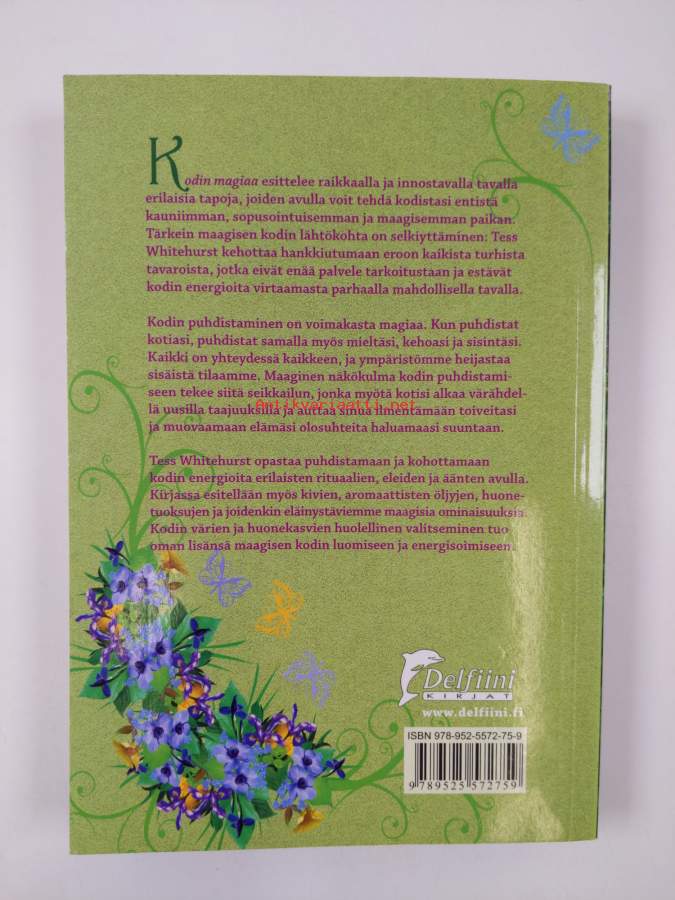 Kodin magiaa esittelee raikkaalla ja innostavalla tavalla
erilaisia tapoja, joiden avulla voit tehdä kodistasi entistä
kauniimman, sopusointuisemman ja maagisemman paikan.
Tärkein maagisen kodin lähtökohta on selkiyttäminen: Tess
Whitehurst kehottaa hankkiutumaan eroon kaikista turhista
tavaroista, jotka eivät enää palvele tarkoitustaan ja estävät
kodin energioita virtaamasta parhaalla mahdollisella tavalla.
Kodin puhdistaminen on voimakasta magiaa. Kun puhdistat
kotiasi, puhdistat samalla myös mieltäsi, kehoasi ja sisintäsi.
Kaikki on yhteydessä kaikkeen, ja ympäristömme heijastaa
sisäistä tilaamme. Maaginen näkökulma kodin puhdistami-
seen tekee siitä seikkailun, jonka myötä kotisi alkaa värähdel-
lä uusilla taajuuksilla ja auttaa sinua ilmentämään toiveitasi
ja muovaamaan elämäsi olosuhteita haluamaasi suuntaan.
Antikvariaatti.net
Tess Whitehurst opastaa puhdistamaan ja kohottamaan
kodin energioita erilaisten rituaalien, eleiden ja äänten avulla.
Kirjassa esitellään myös kivien, aromaattisten öljyjen, huone-
tuoksujen ja joidenkin eläinystäviemme maagisia ominaisuuksia.
Kodin värien ja huonekasvien huolellinen valitseminen tuo
oman lisänsä maagisen kodin luomiseen ja energisoimiseen.
Delfiini
KIRJAT
www.delfiini.fi
ISBN 978-952-5572-75-9
9 789525 572759